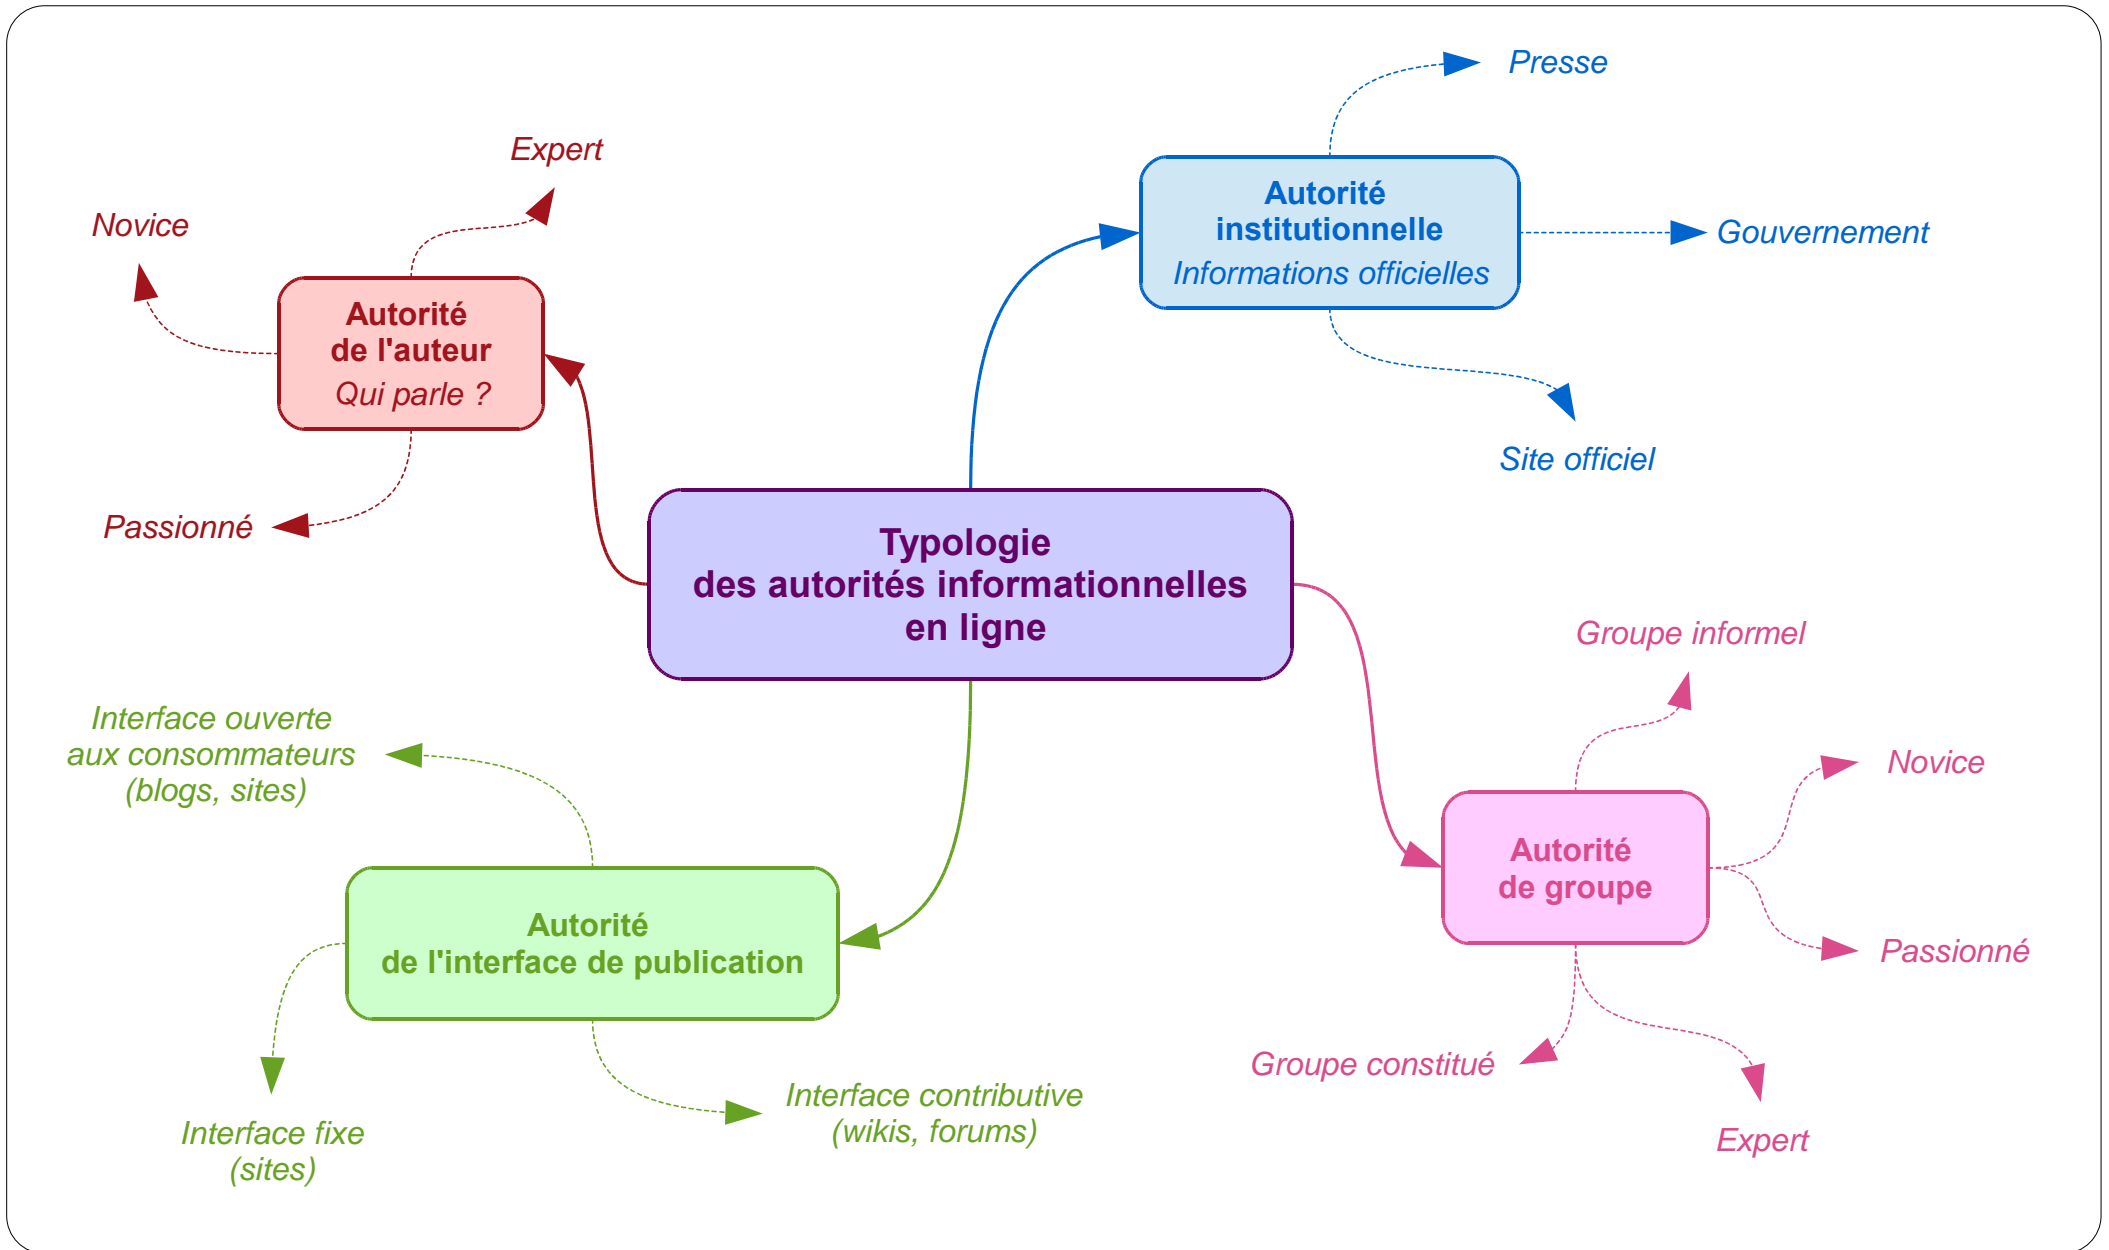 Typologie
des autorités informationnelles
en ligne
Autorité
de l'auteur
Qui parle ?
Expert
Novice
Passionné
Autorité
institutionnelle
Informations officielles
Presse
Gouvernement
Site officiel
Autorité
de groupe
Groupe informel
Novice
Passionné
Expert
Groupe constitué
Autorité
de l'interface de publication
Interface ouverte
aux consommateurs
(blogs, sites)
Interface fixe
(sites)
Interface contributive
(wikis, forums)